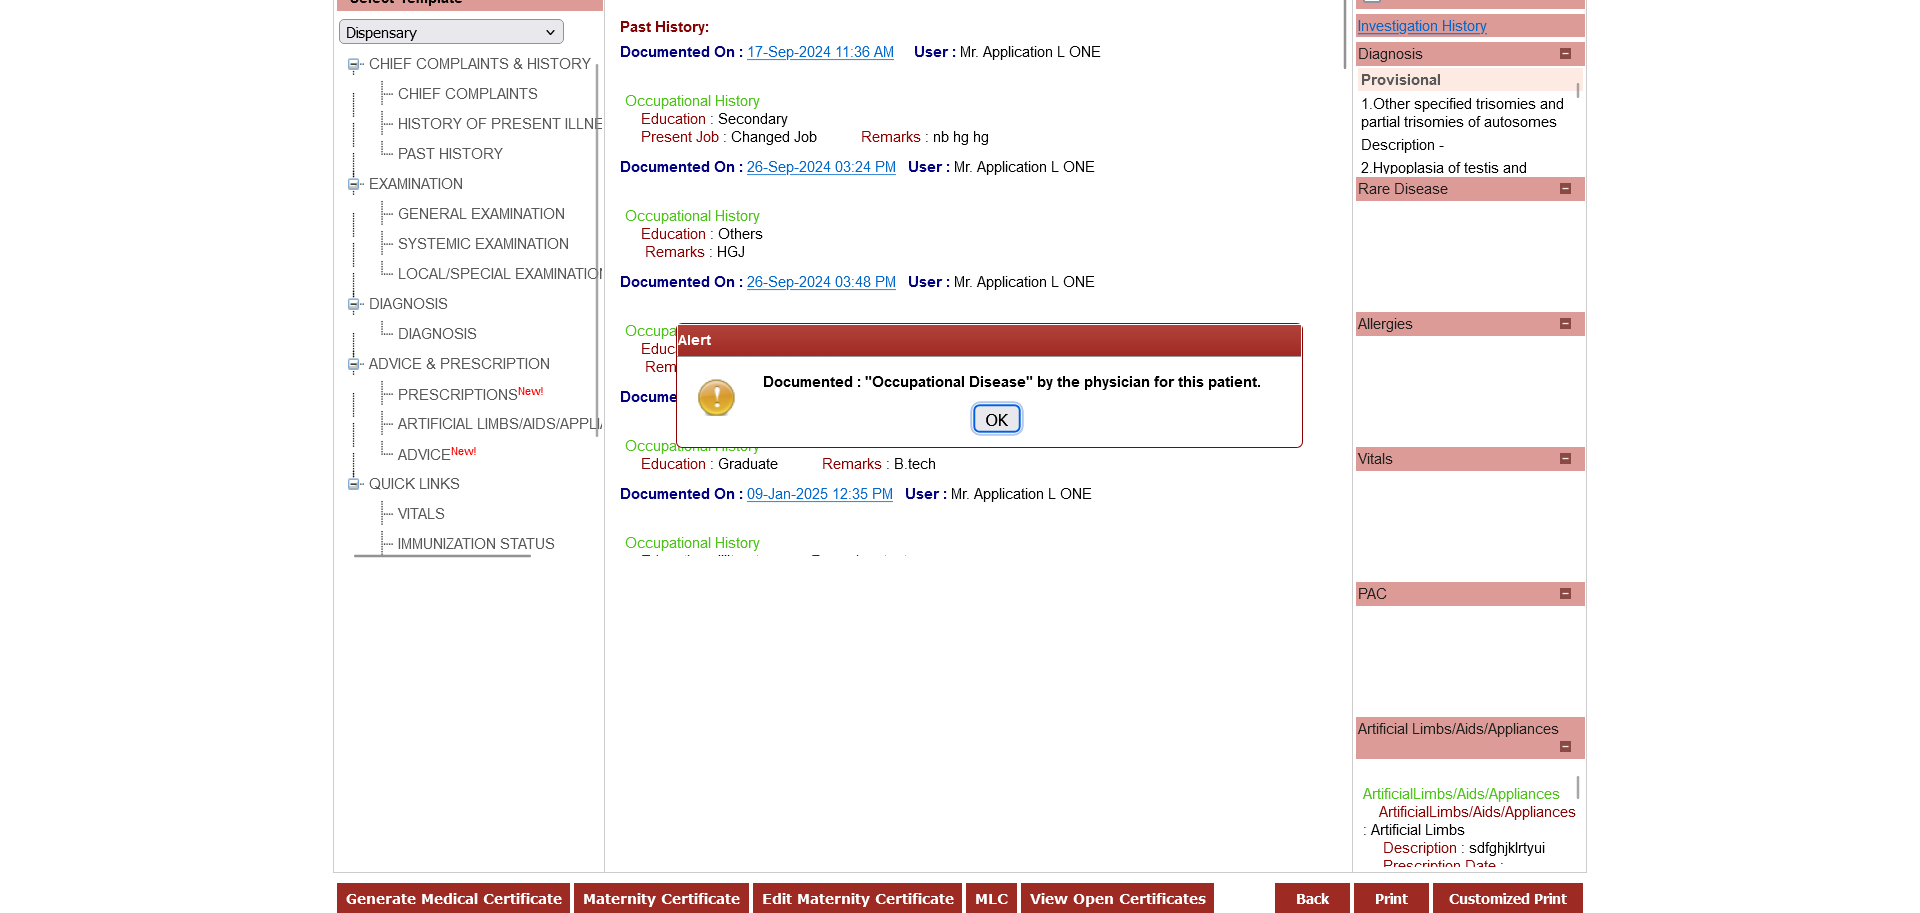 Select Template
Dispensary
CHIEF COMPLAINTS & HISTORY
CHIEF COMPLAINTS
HISTORY OF PRESENT ILLNE
PAST HISTORY
EXAMINATION
GENERAL EXAMINATION
SYSTEMIC EXAMINATION
LOCAL/SPECIAL EXAMINATION
DIAGNOSIS
DIAGNOSIS
ADVICE & PRESCRIPTION
PRESCRIPTIONS New!
ARTIFICIAL LIMBS/AIDS/APPLI
ADVICE New!
QUICK LINKS
VITALS
IMMUNIZATION STATUS
Past History:
Documented On : 17-Sep-2024 11:36 AM User : Mr. Application L ONE
Occupational History
Education : Secondary
Present Job : Changed Job Remarks : nb hg hg
Documented On : 26-Sep-2024 03:24 PM User : Mr. Application L ONE
Occupational History
Education : Others
Remarks : HGJ
Documented On : 26-Sep-2024 03:48 PM User : Mr. Application L ONE
Occupa
Educ
Rem
Docume
Alert
Documented : "Occupational Disease" by the physician for this patient.
OK
Occupational History
Education : Graduate Remarks : B.tech
Documented On : 09-Jan-2025 12:35 PM User : Mr. Application L ONE
Occupational History
Investigation History
Diagnosis
Provisional
1.Other specified trisomies and
partial trisomies of autosomes
Description -
2.Hypoplasia of testis and
Rare Disease
Allergies
Vitals
PAC
Artificial Limbs/Aids/Appliances
ArtificialLimbs/Aids/Appliances
ArtificialLimbs/Aids/Appliances
: Artificial Limbs
Description : sdfghjklrtyui
Prescription Date :
Generate Medical Certificate Maternity Certificate Edit Maternity Certificate MLC View Open Certificates Back Print Customized Print